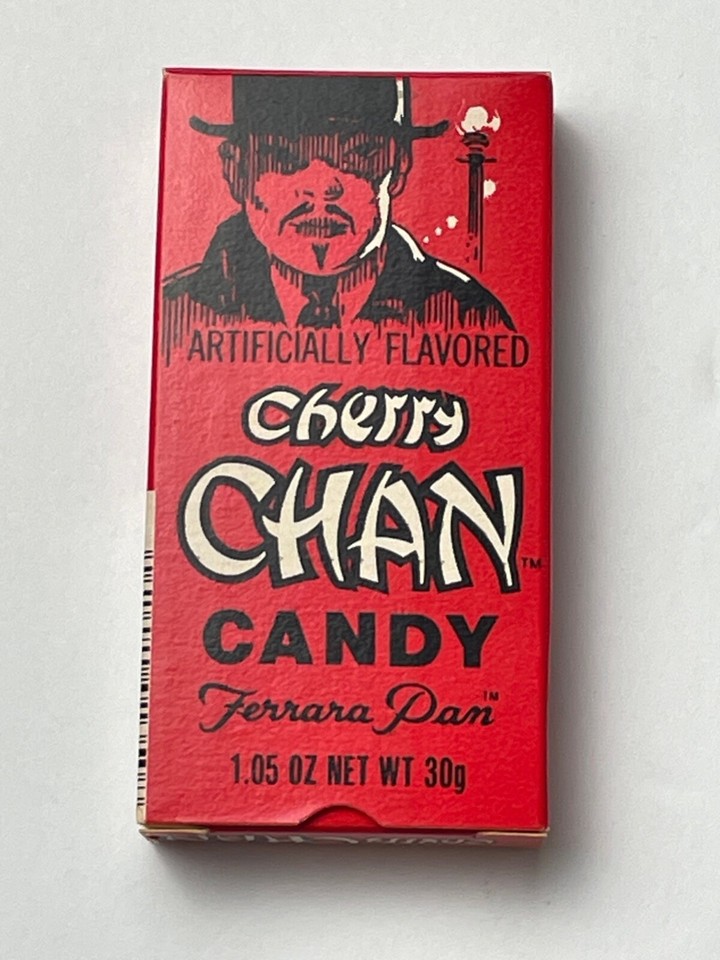 ARTIFICIALLY FLAVORED
Cherry
CHAN™
CANDY
Ferrara Pan™
1.05 OZ NET WT 30g